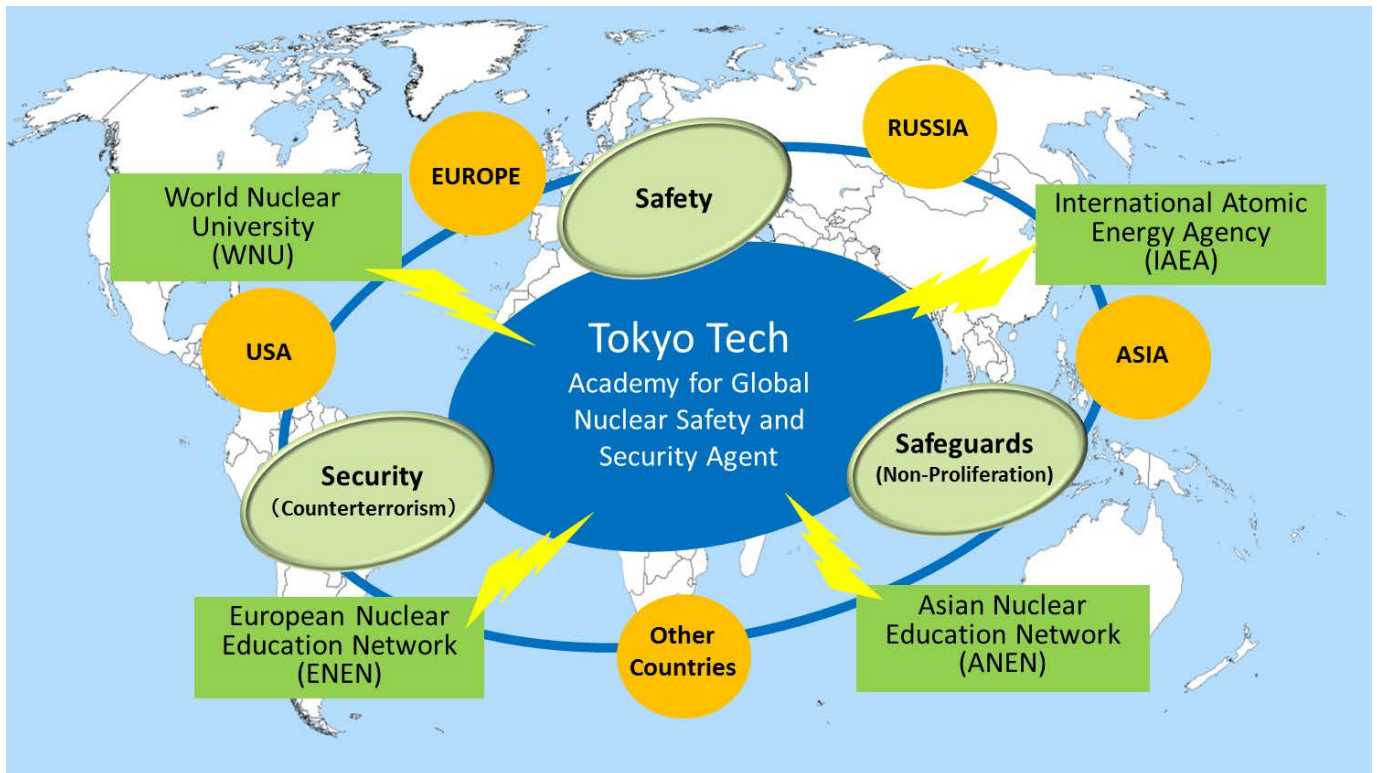 RUSSIA
EUROPE
Safety
World Nuclear
University
(WNU)
International Atomic
Energy Agency
(IAEA)
USA
Tokyo Tech
Academy for Global
Nuclear Safety and
Security Agent
ASIA
Security
（Counterterrorism）
Safeguards
(Non-Proliferation)
European Nuclear
Education Network
(ENEN)
Other
Countries
Asian Nuclear
Education Network
(ANEN)